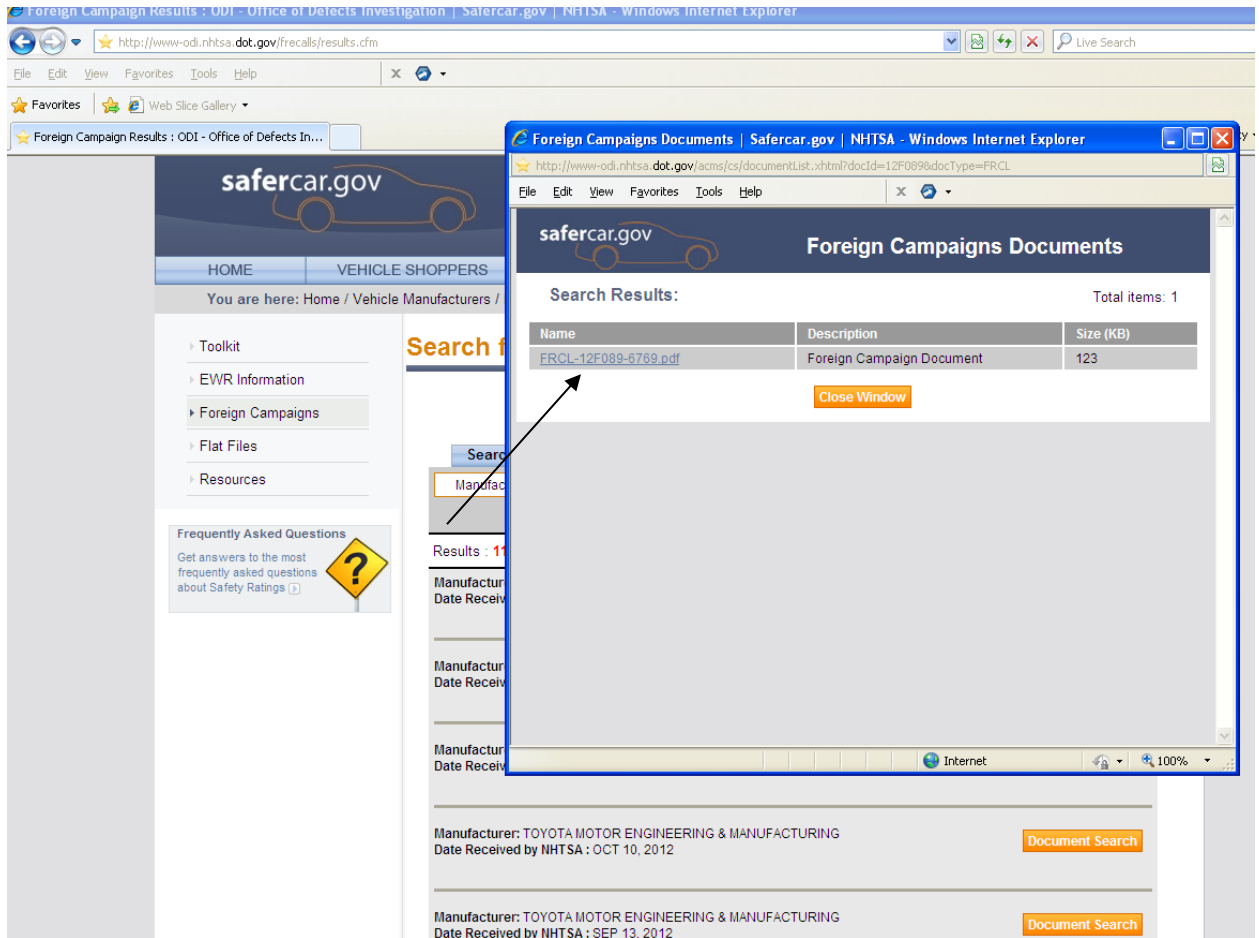 Foreign Campaign Results : ODI - Office of Defects Investigation | Safercar.gov | NHTSA - Windows Internet Explorer
http://www-odi.nhtsa.dot.gov/frecalls/results.cfm
Live Search
File Edit View Favorites Tools Help
x
Favorites
Web Slice Gallery
Foreign Campaign Results : ODI - Office of Defects In...
safercar.gov
HOME
VEHICLE SHOPPERS
You are here: Home / Vehicle Manufacturers /
Toolkit
EWR Information
Foreign Campaigns
Flat Files
Resources
Frequently Asked Questions
Get answers to the most
frequently asked questions
about Safety Ratings
?
Search f
Searc
Manufac
Results : 11
Manufactur
Date Receiv
Manufactur
Date Receiv
Manufactur
Date Receiv
Manufacturer: TOYOTA MOTOR ENGINEERING & MANUFACTURING
Date Received by NHTSA : OCT 10, 2012
Document Search
Manufacturer: TOYOTA MOTOR ENGINEERING & MANUFACTURING
Date Received by NHTSA : SEP 13, 2012
Document Search
Foreign Campaigns Documents | Safercar.gov | NHTSA - Windows Internet Explorer
http://www-odi.nhtsa.dot.gov/acms/cs/documentList.xhtml?docId=12F089&docType=FRCL
File Edit View Favorites Tools Help
x
safercar.gov
Foreign Campaigns Documents
Search Results:
Total items: 1
Name Description Size (KB)
FRCL-12F089-6769.pdf Foreign Campaign Document 123
Close Window
Internet
100%